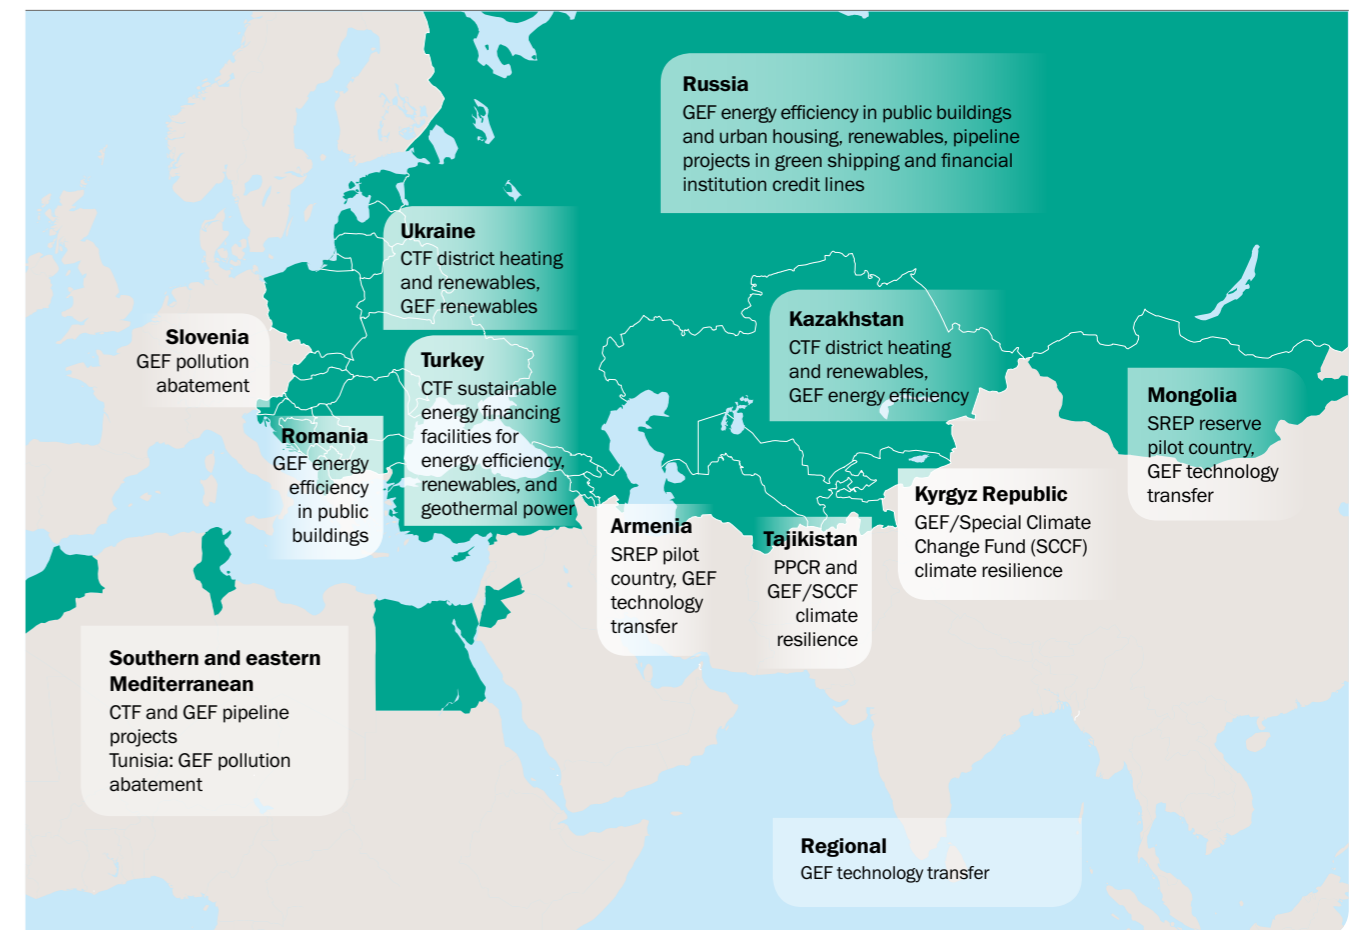 Russia
GEF energy efficiency in public buildings
and urban housing, renewables, pipeline
projects in green shipping and financial
institution credit lines
Ukraine
CTF district heating
and renewables,
GEF renewables
Slovenia
GEF pollution
abatement
Turkey
CTF sustainable
energy financing
facilities for
energy efficiency,
renewables, and
geothermal power
Kazakhstan
CTF district heating
and renewables,
GEF energy efficiency
Mongolia
SREP reserve
pilot country,
GEF technology
transfer
Romania
GEF energy
efficiency
in public
buildings
Armenia
SREP pilot
country, GEF
technology
transfer
Tajikistan
PPCR and
GEF/SCCF
climate
resilience
Kyrgyz Republic
GEF/Special Climate
Change Fund (SCCF)
climate resilience
Southern and eastern
Mediterranean
CTF and GEF pipeline
projects
Tunisia: GEF pollution
abatement
Regional
GEF technology transfer